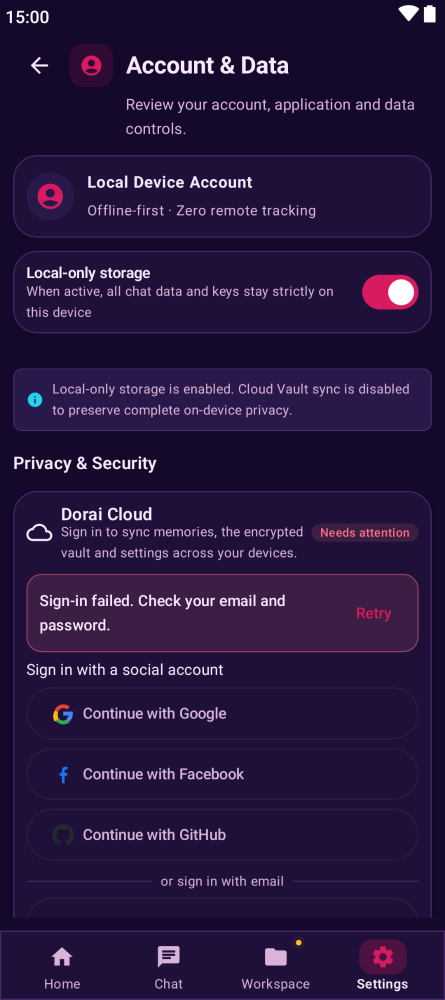 15:00
Account & Data
Review your account, application and data
controls.
Local Device Account
Offline-first · Zero remote tracking
Local-only storage
When active, all chat data and keys stay strictly on
this device
Local-only storage is enabled. Cloud Vault sync is disabled
to preserve complete on-device privacy.
Privacy & Security
Dorai Cloud
Sign in to sync memories, the encrypted
vault and settings across your devices.
Needs attention
Sign-in failed. Check your email and
password.
Retry
Sign in with a social account
Continue with Google
Continue with Facebook
Continue with GitHub
or sign in with email
Home
Chat
Workspace
Settings